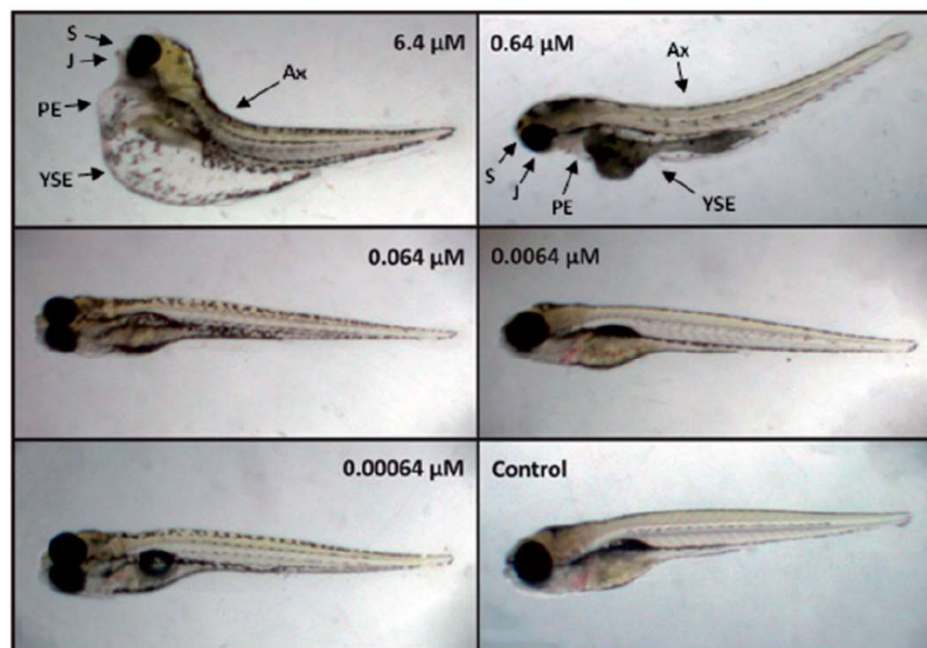 S
J
PE
YSE
Ax
6.4 µM
0.64 µM
Ax
S
J
PE
YSE
0.064 µM
0.0064 µM
0.00064 µM
Control